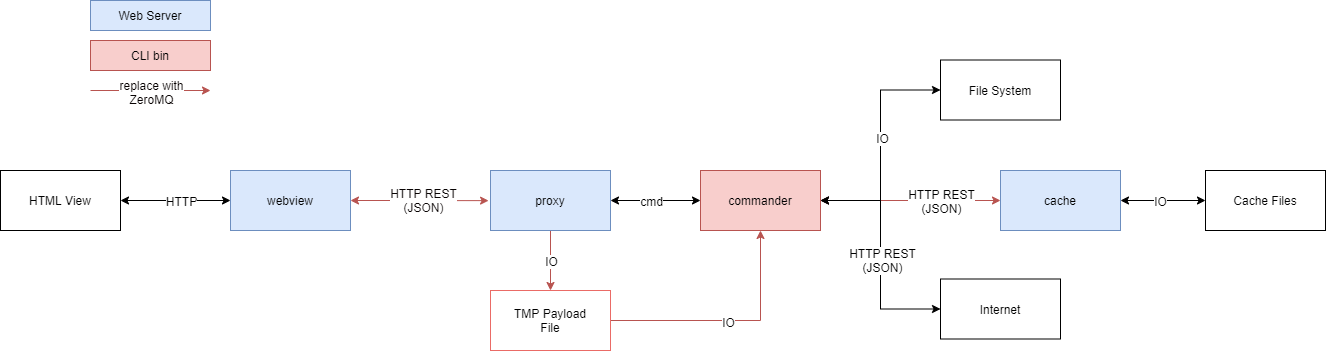 Web Server
CLI bin
replace with
ZeroMQ
File System
IO
HTML View
HTTP
webview
HTTP REST
(JSON)
proxy
cmd
commander
HTTP REST
(JSON)
cache
IO
Cache Files
IO
HTTP REST
(JSON)
TMP Payload
File
IO
Internet